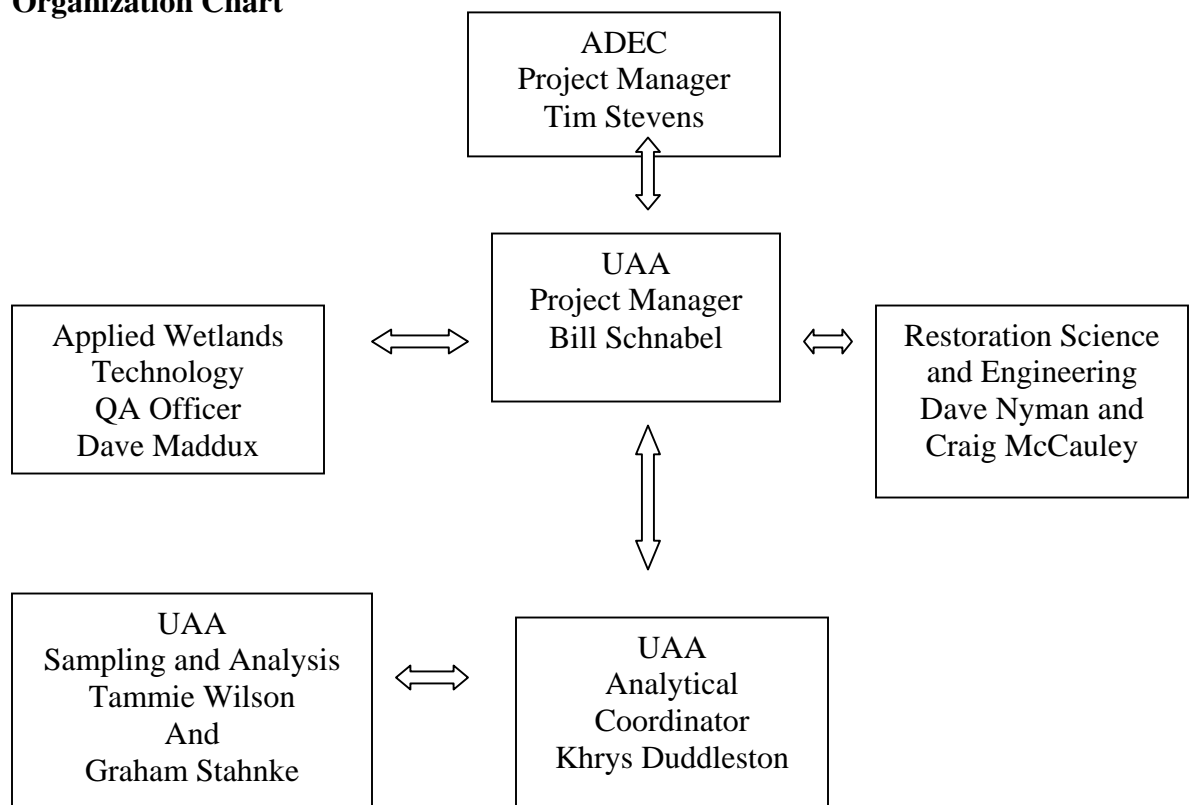 Organization Chart
ADEC
Project Manager
Tim Stevens
UAA
Project Manager
Bill Schnabel
Applied Wetlands
Technology
QA Officer
Dave Maddux
Restoration Science
and Engineering
Dave Nyman and
Craig McCauley
UAA
Sampling and Analysis
Tammie Wilson
And
Graham Stahnke
UAA
Analytical
Coordinator
Khrys Duddleston